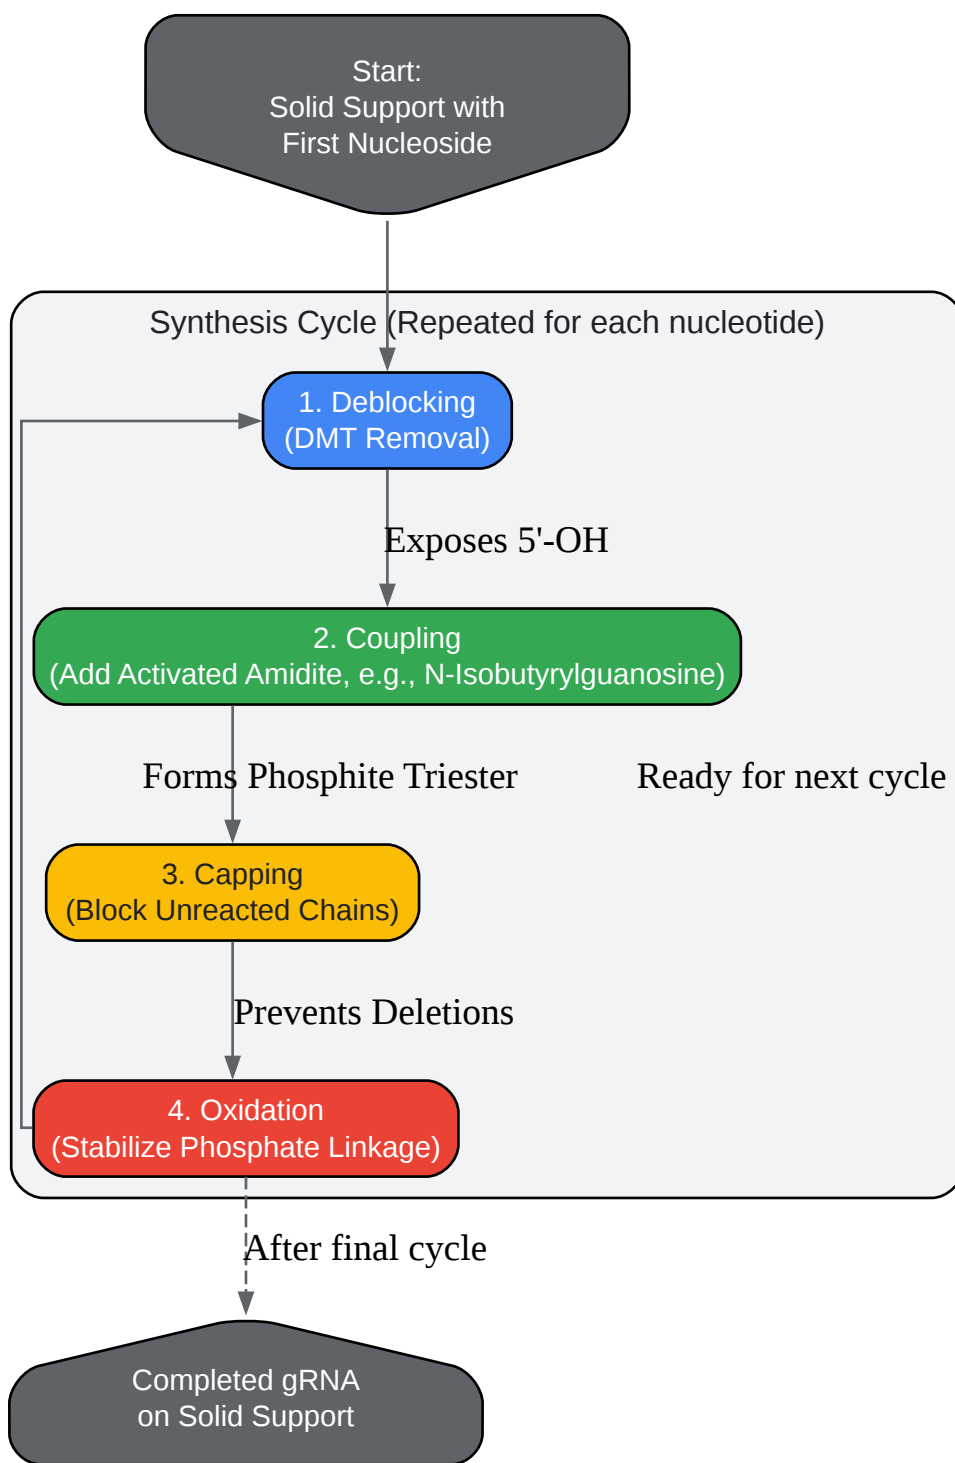 Start:
Solid Support with
First Nucleoside
Synthesis Cycle (Repeated for each nucleotide)
1. Deblocking
(DMT Removal)
Exposes 5'-OH
2. Coupling
(Add Activated Amidite, e.g., N-Isobutyrylguanosine)
Forms Phosphite Triester
Ready for next cycle
3. Capping
(Block Unreacted Chains)
Prevents Deletions
4. Oxidation
(Stabilize Phosphate Linkage)
After final cycle
Completed gRNA
on Solid Support